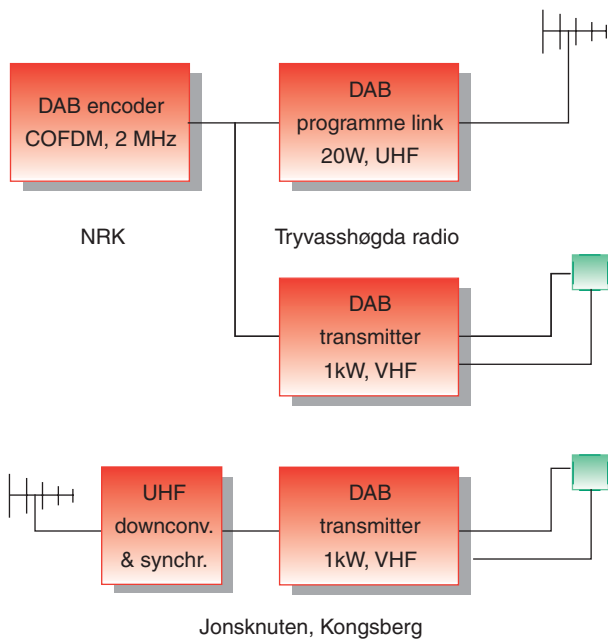 DAB encoder
COFDM, 2 MHz
DAB
programme link
20W, UHF
NRK
Tryvasshøgda radio
DAB
transmitter
1kW, VHF
UHF
downconv.
& synchr.
DAB
transmitter
1kW, VHF
Jonsknuten, Kongsberg